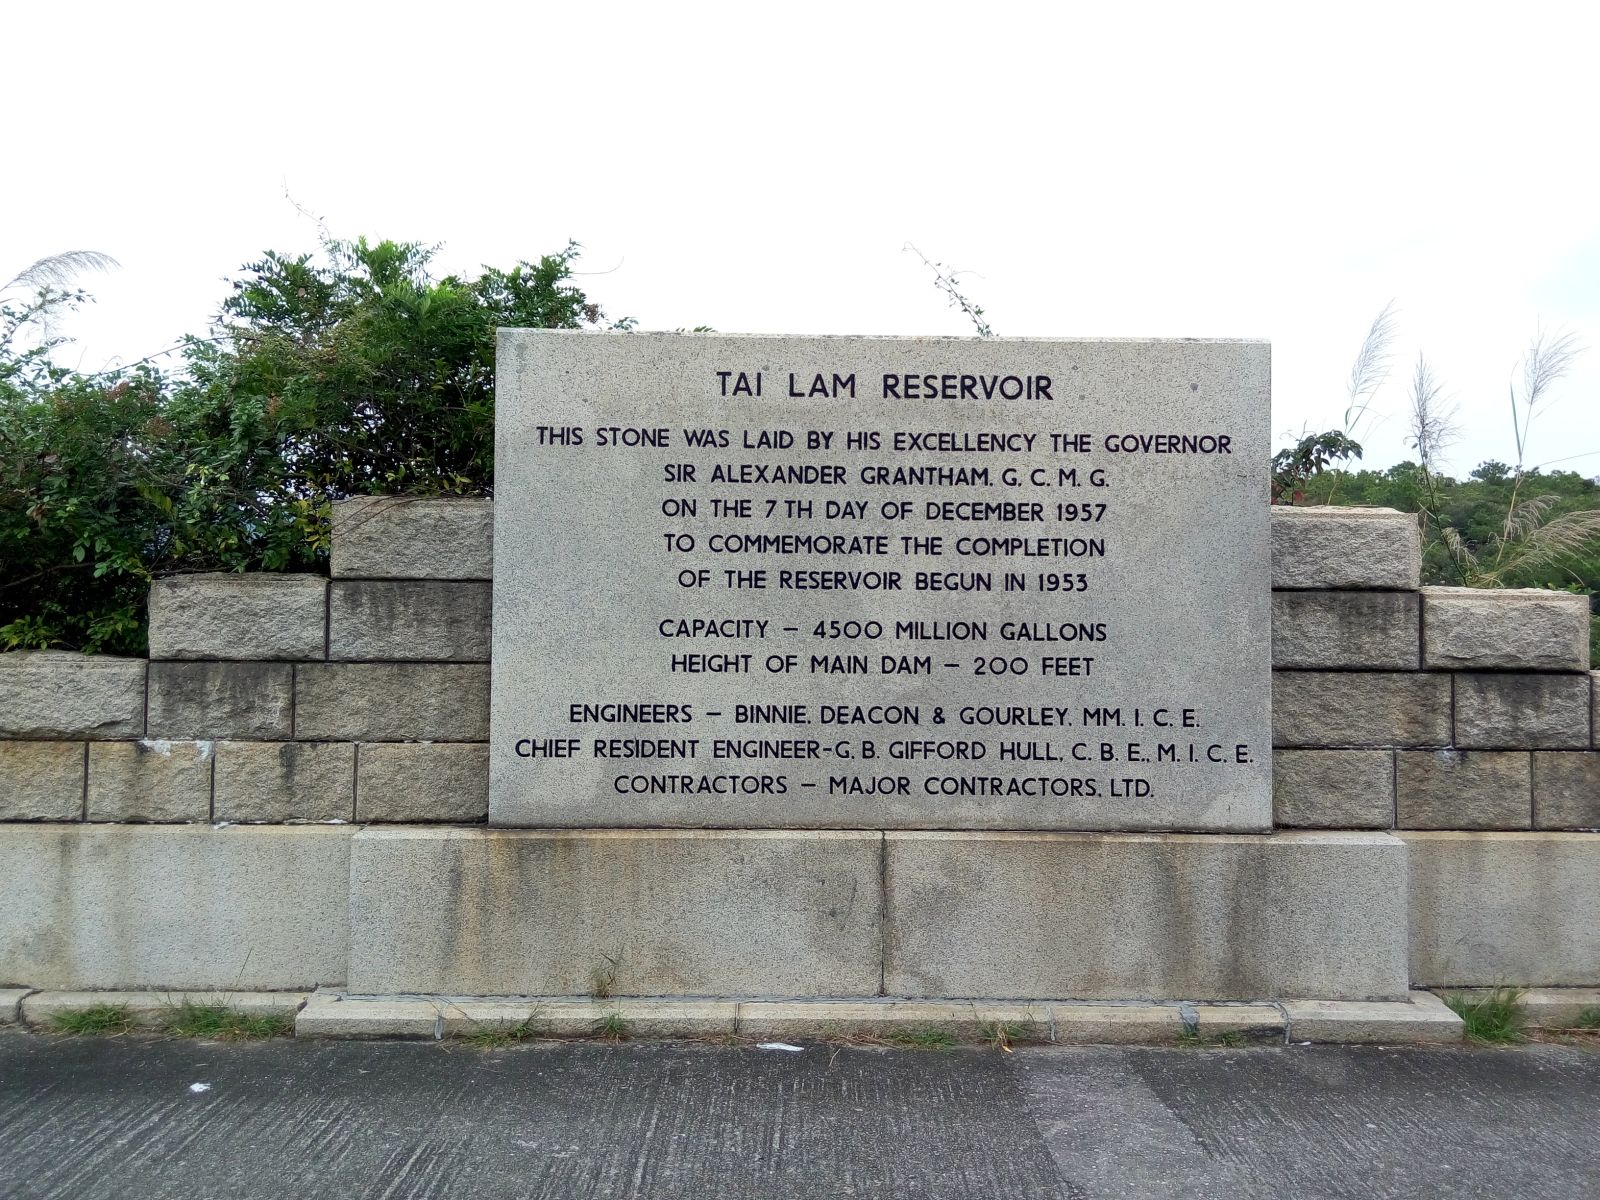 TAI LAM RESERVOIR
THIS STONE WAS LAID BY HIS EXCELLENCY THE GOVERNOR
SIR ALEXANDER GRANTHAM. G. C. M. G.
ON THE 7 TH DAY OF DECEMBER 1957
TO COMMEMORATE THE COMPLETION
OF THE RESERVOIR BEGUN IN 1953
CAPACITY – 4500 MILLION GALLONS
HEIGHT OF MAIN DAM – 200 FEET
ENGINEERS – BINNIE, DEACON & GOURLEY. MM. I. C. E.
CHIEF RESIDENT ENGINEER-G. B. GIFFORD HULL, C. B. E., M. I. C. E.
CONTRACTORS – MAJOR CONTRACTORS, LTD.